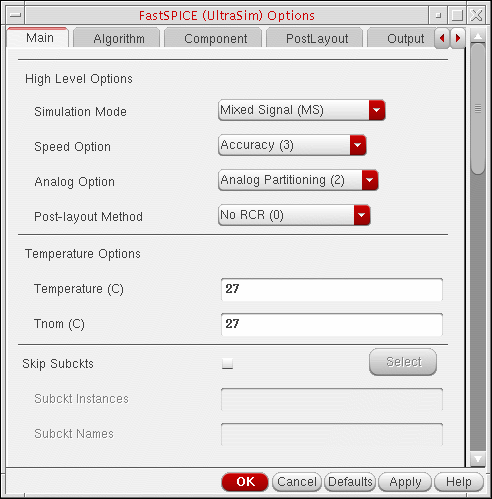 FastSPICE (UltraSim) Options
Main Algorithm Component PostLayout Output
High Level Options
Simulation Mode Mixed Signal (MS)
Speed Option Accuracy (3)
Analog Option Analog Partitioning (2)
Post-layout Method No RCR (0)
Temperature Options
Temperature (C) 27
Tnom (C) 27
Skip Subckts Select
Subckt Instances
Subckt Names
OK Cancel Defaults Apply Help